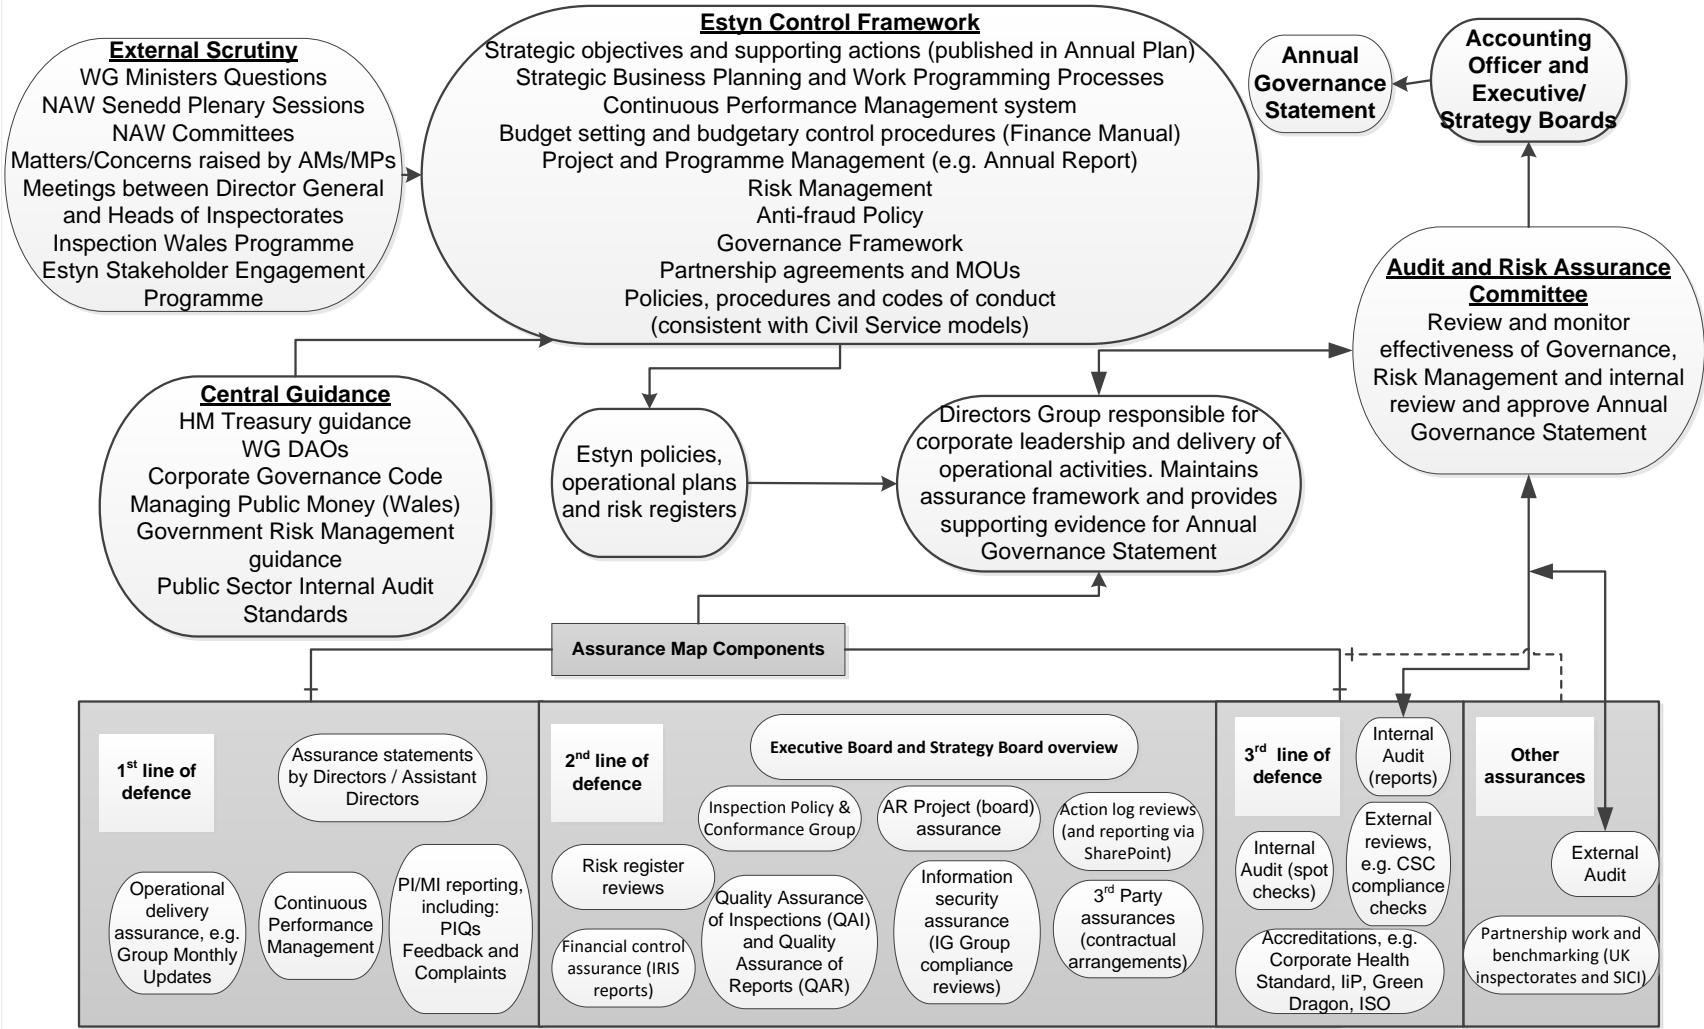 External Scrutiny
WG Ministers Questions
NAW Senedd Plenary Sessions
NAW Committees
Matters/Concerns raised by AMs/MPs
Meetings between Director General
and Heads of Inspectorates
Inspection Wales Programme
Estyn Stakeholder Engagement
Programme
Estyn Control Framework
Strategic objectives and supporting actions (published in Annual Plan)
Strategic Business Planning and Work Programming Processes
Continuous Performance Management system
Budget setting and budgetary control procedures (Finance Manual)
Project and Programme Management (e.g. Annual Report)
Risk Management
Anti-fraud Policy
Governance Framework
Partnership agreements and MOUs
Policies, procedures and codes of conduct
(consistent with Civil Service models)
Annual
Governance
Statement
Accounting
Officer and
Executive/
Strategy Boards
Audit and Risk Assurance
Committee
Review and monitor
effectiveness of Governance,
Risk Management and internal
review and approve Annual
Governance Statement
Central Guidance
HM Treasury guidance
WG DAOs
Corporate Governance Code
Managing Public Money (Wales)
Government Risk Management
guidance
Public Sector Internal Audit
Standards
Estyn policies,
operational plans
and risk registers
Directors Group responsible for
corporate leadership and delivery of
operational activities. Maintains
assurance framework and provides
supporting evidence for Annual
Governance Statement
Assurance Map Components
1st line of
defence
Assurance statements
by Directors / Assistant
Directors
Operational
delivery
assurance, e.g.
Group Monthly
Updates
Continuous
Performance
Management
PI/MI reporting,
including:
PIQs
Feedback and
Complaints
2nd line of
defence
Executive Board and Strategy Board overview
Inspection Policy &
Conformance Group
AR Project (board)
assurance
Action log reviews
(and reporting via
SharePoint)
Risk register
reviews
Quality Assurance
of Inspections (QAI)
and Quality
Assurance of
Reports (QAR)
Information
security
assurance
(IG Group
compliance
reviews)
3rd Party
assurances
(contractual
arrangements)
Financial control
assurance (IRIS
reports)
3rd line of
defence
Internal
Audit
(reports)
Internal
Audit (spot
checks)
External
reviews,
e.g. CSC
compliance
checks
Accreditations, e.g.
Corporate Health
Standard, IiP, Green
Dragon, ISO
Other
assurances
External
Audit
Partnership work and
benchmarking (UK
inspectorates and SICI)